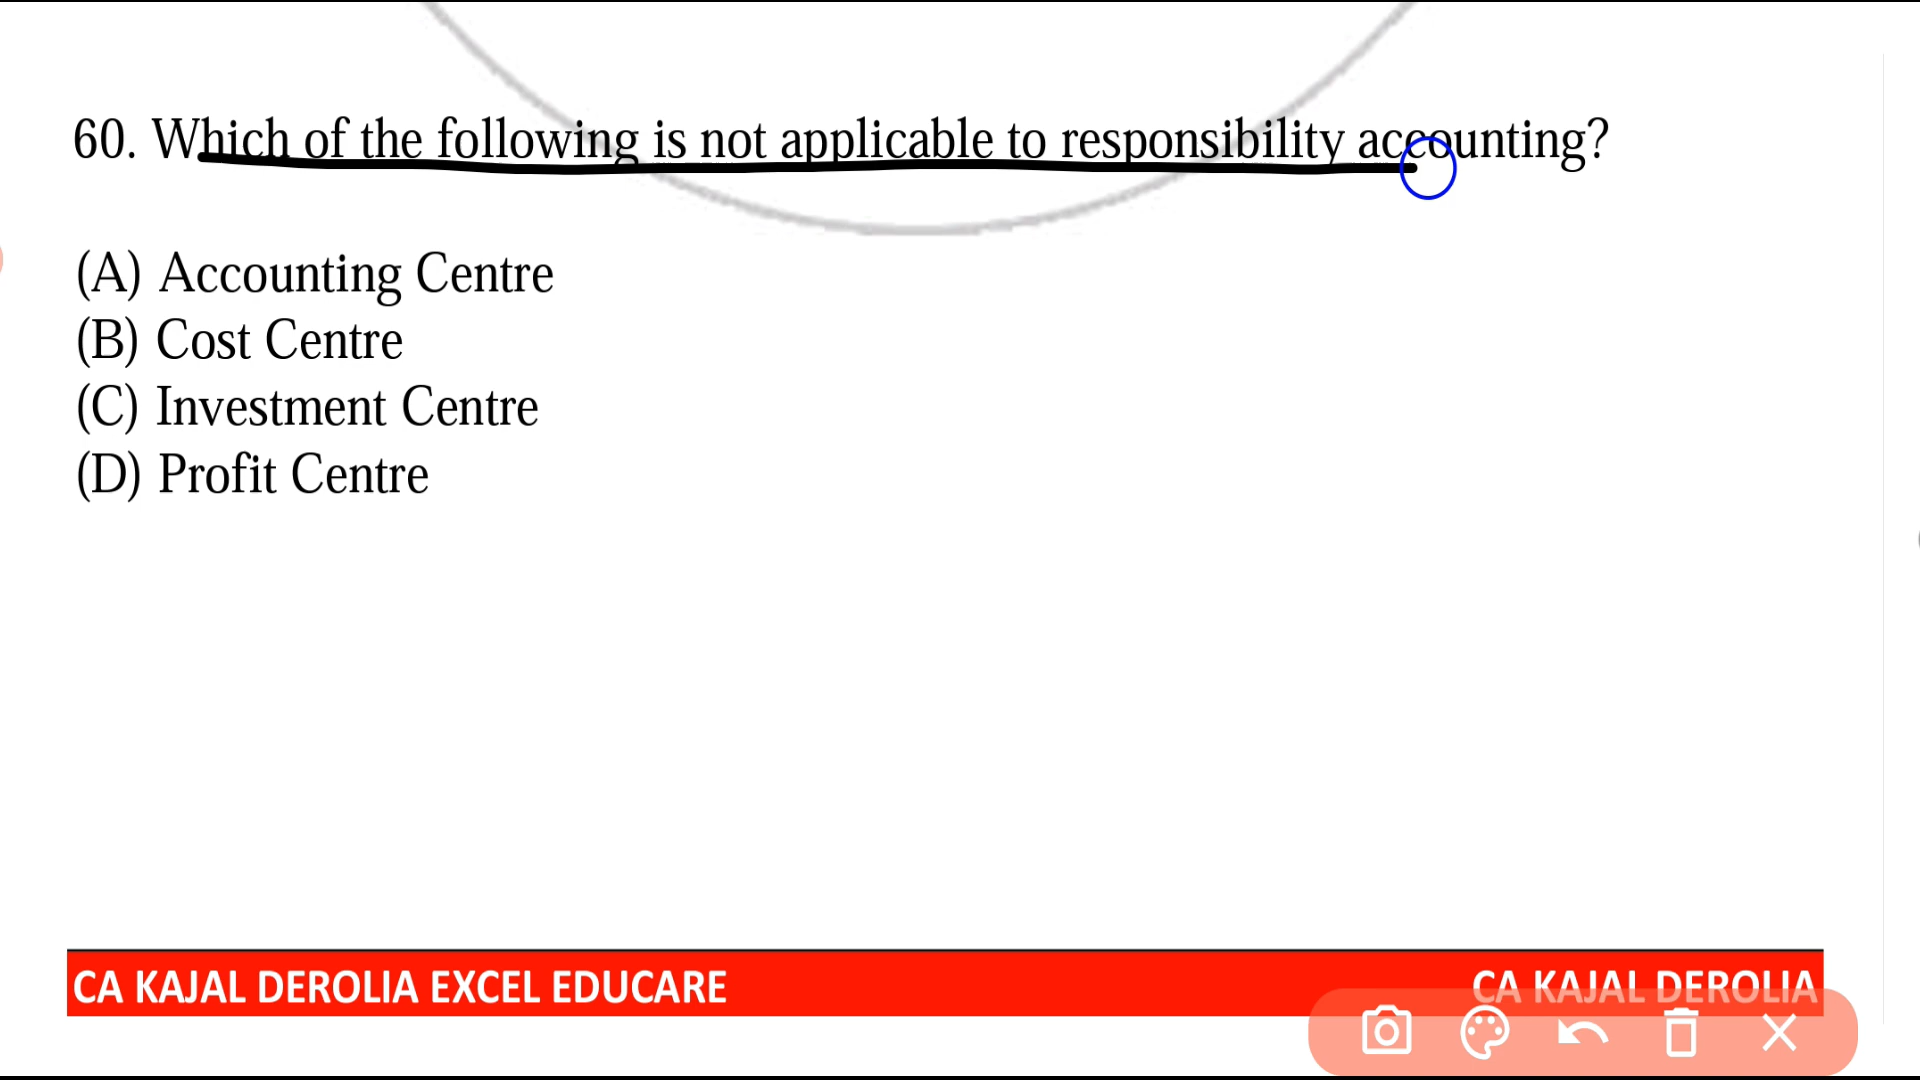 60. Which of the following is not applicable to responsibility accounting?
(A) Accounting Centre
(B) Cost Centre
(C) Investment Centre
(D) Profit Centre
CA KAJAL DEROLIA EXCEL EDUCARE
CA KAJAL DEROLIA